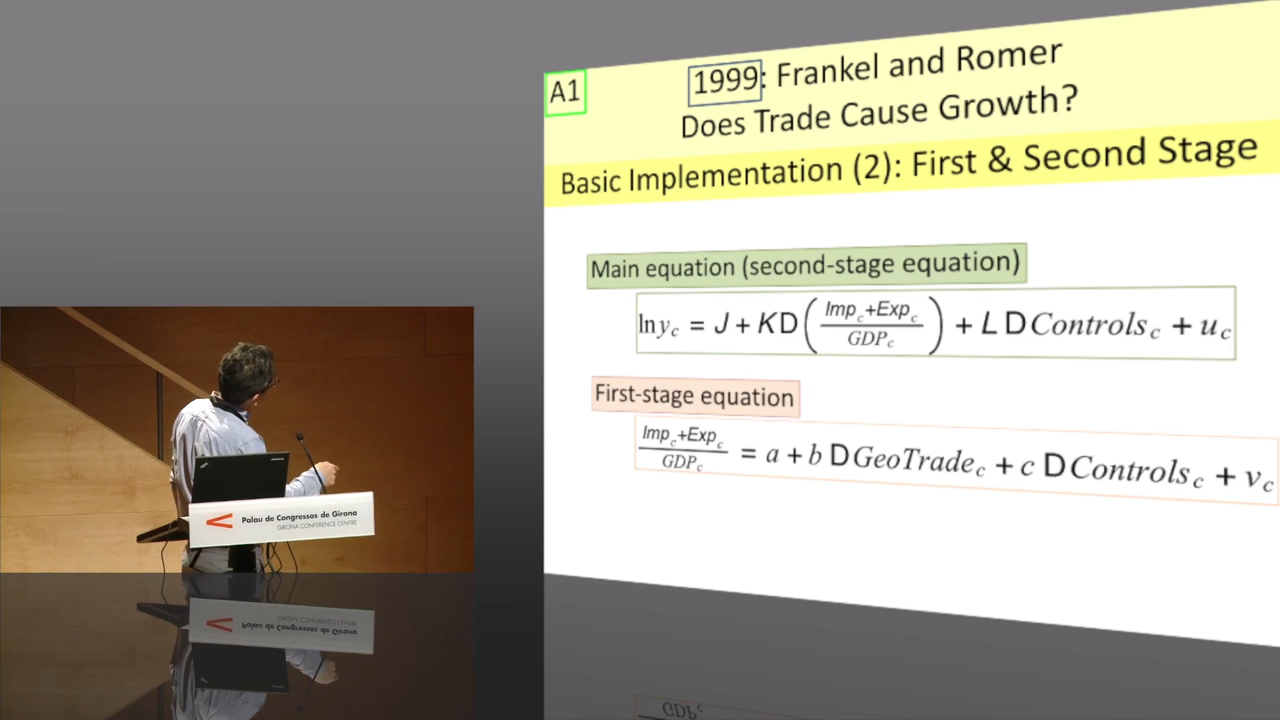 A1
1999: Frankel and Romer
Does Trade Cause Growth?
Basic Implementation (2): First & Second Stage
Main equation (second-stage equation)
ln y_c = J + K D ( (Imp_c+Exp_c) / GDP_c ) + L D Controls_c + u_c
First-stage equation
(Imp_c+Exp_c) / GDP_c = a + b D GeoTrade_c + c D Controls_c + v_c
Palau de Congressos de Girona
GIRONA CONFERENCE CENTRE